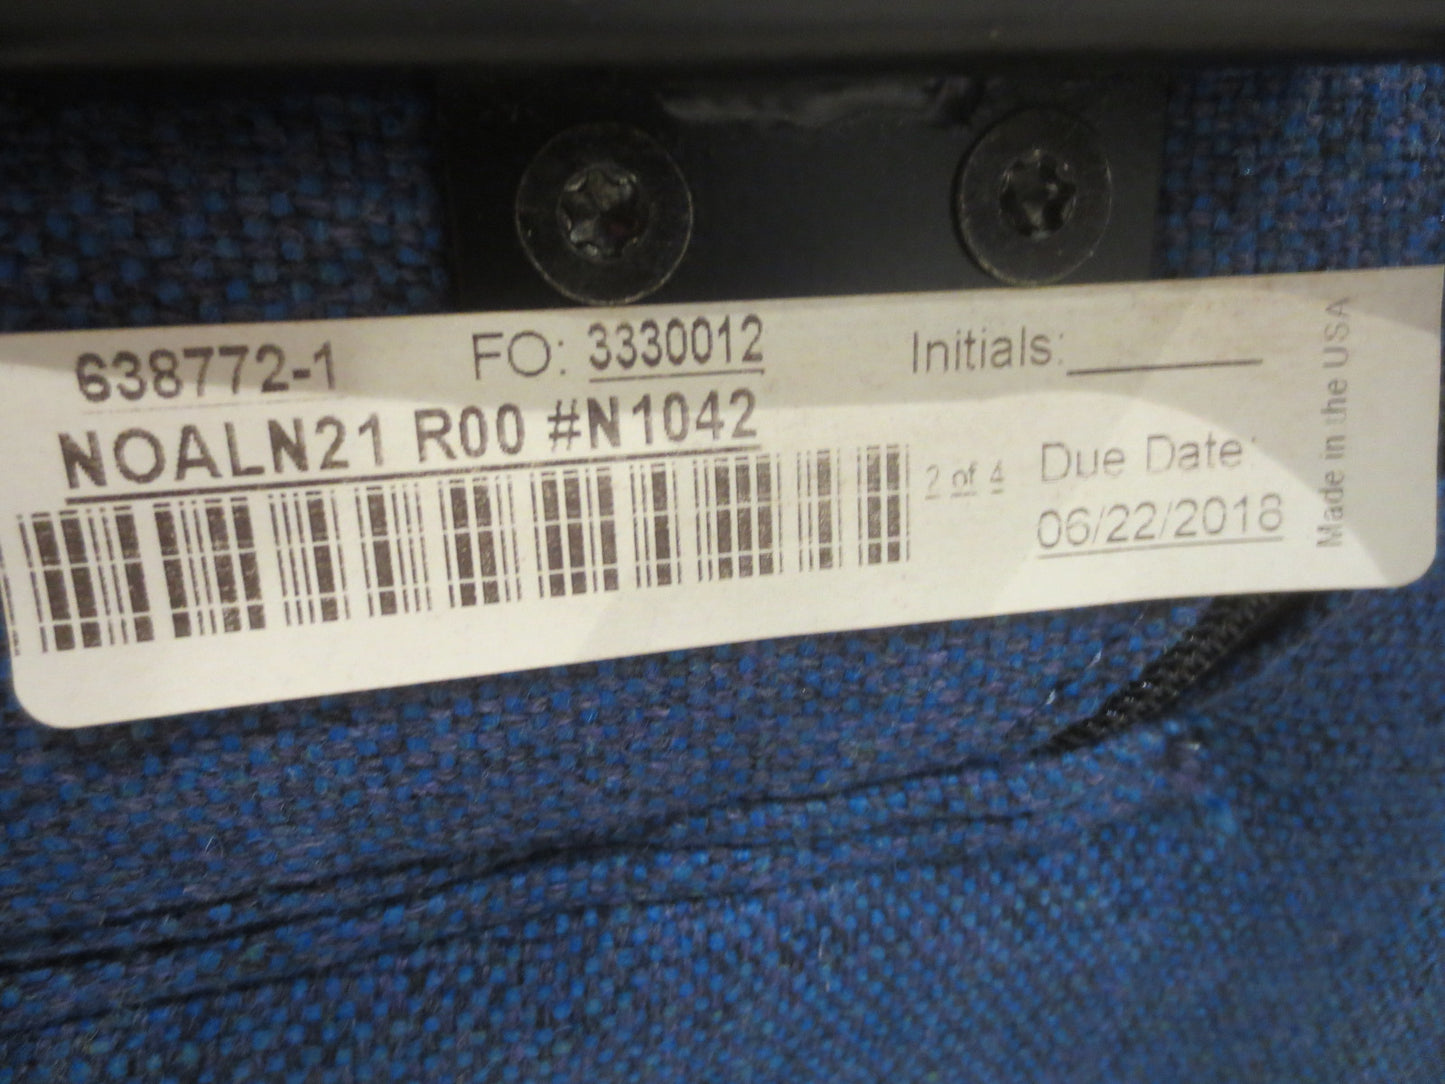 638772-1 FO: 3330012 Initials:
NOALN21 R00 #N1042
2 of 4
Due Date:
06/22/2018
Made in the USA